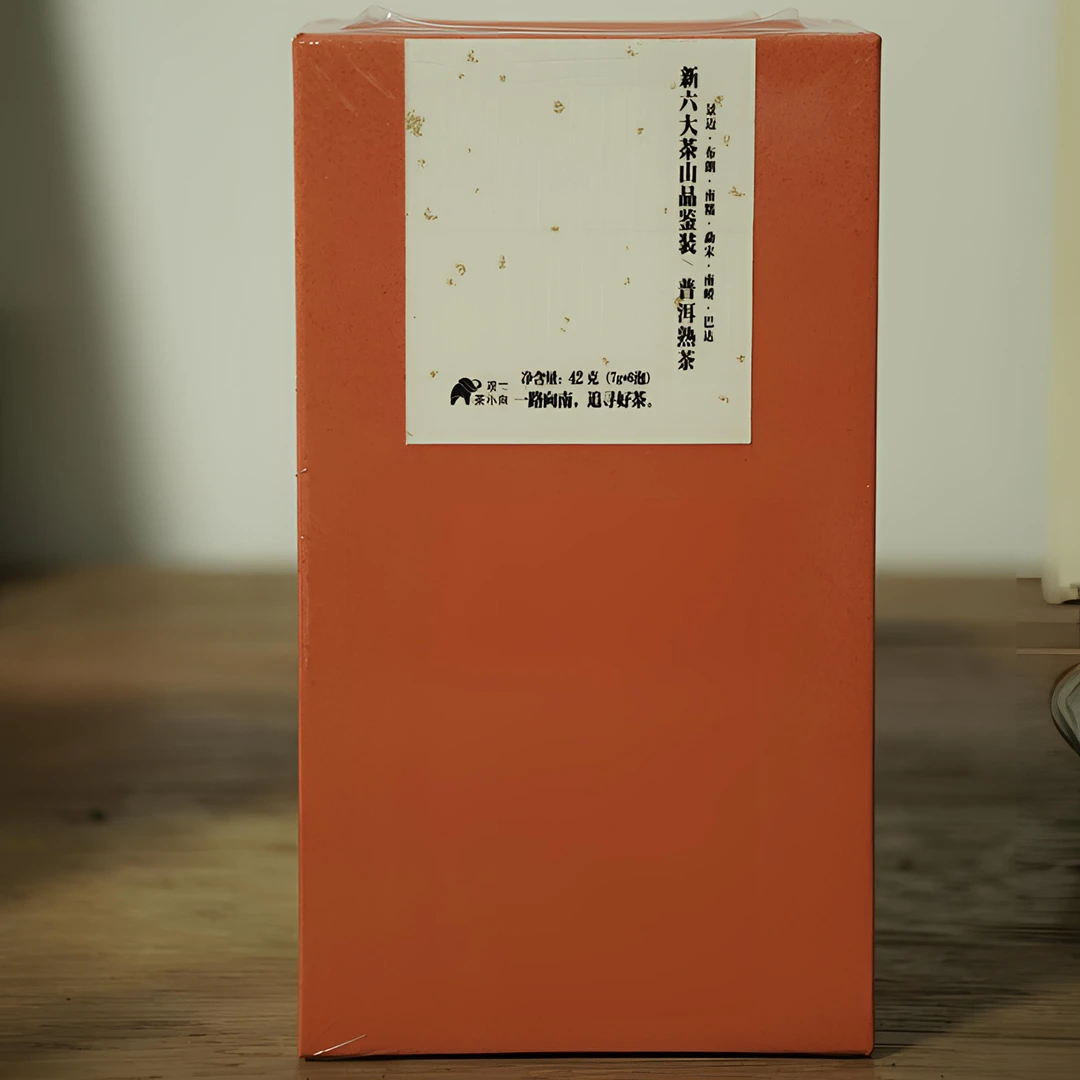 新六大茶山品鉴装/普洱熟茶
景迈·布朗·南糯·勐宋·南峤·巴达
净含量：42克（7g*6泡）
一路向南，追寻好茶。
茶小向